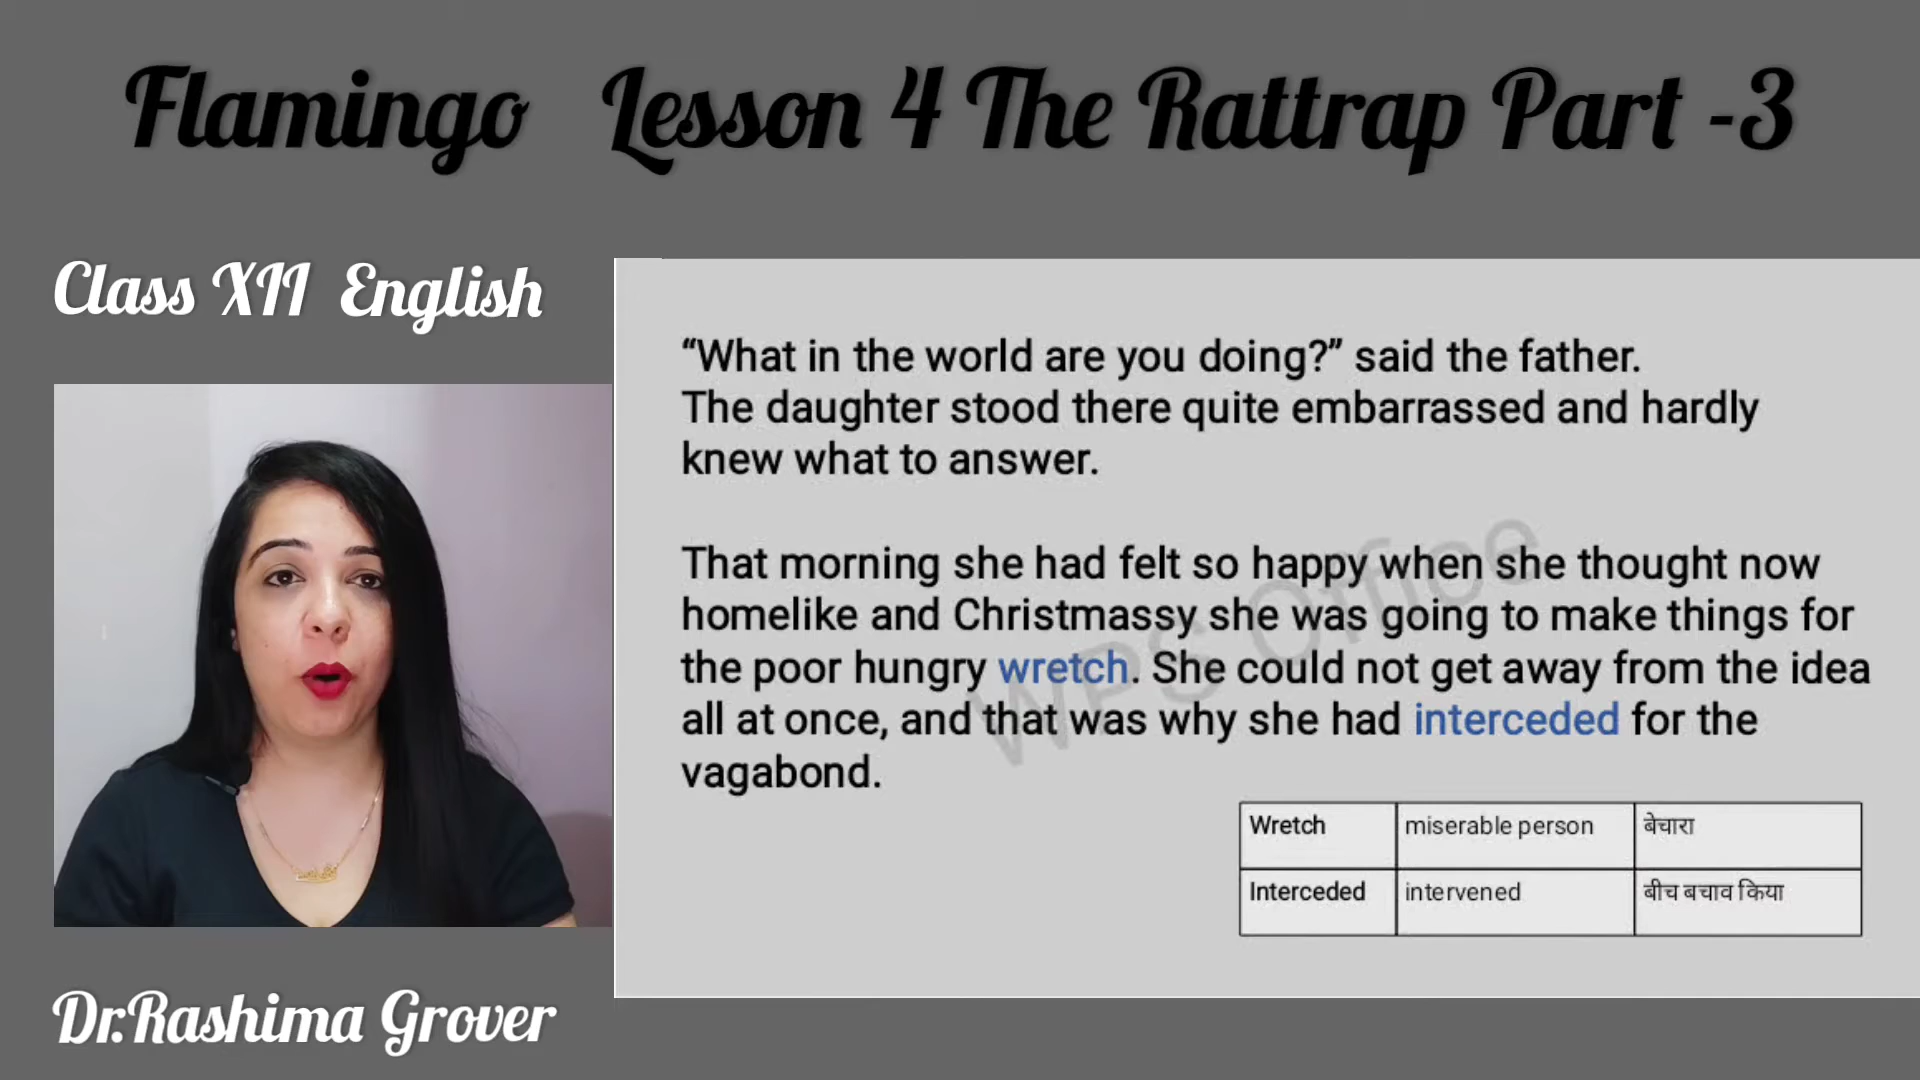 Flamingo Lesson 4 The Rattrap Part -3
Class XII English
“What in the world are you doing?” said the father.
The daughter stood there quite embarrassed and hardly
knew what to answer.
That morning she had felt so happy when she thought now
homelike and Christmassy she was going to make things for
the poor hungry wretch. She could not get away from the idea
all at once, and that was why she had interceded for the
vagabond.
WPS Office
Wretch miserable person बेचारा
Interceded intervened बीच बचाव किया
Dr.Rashima Grover